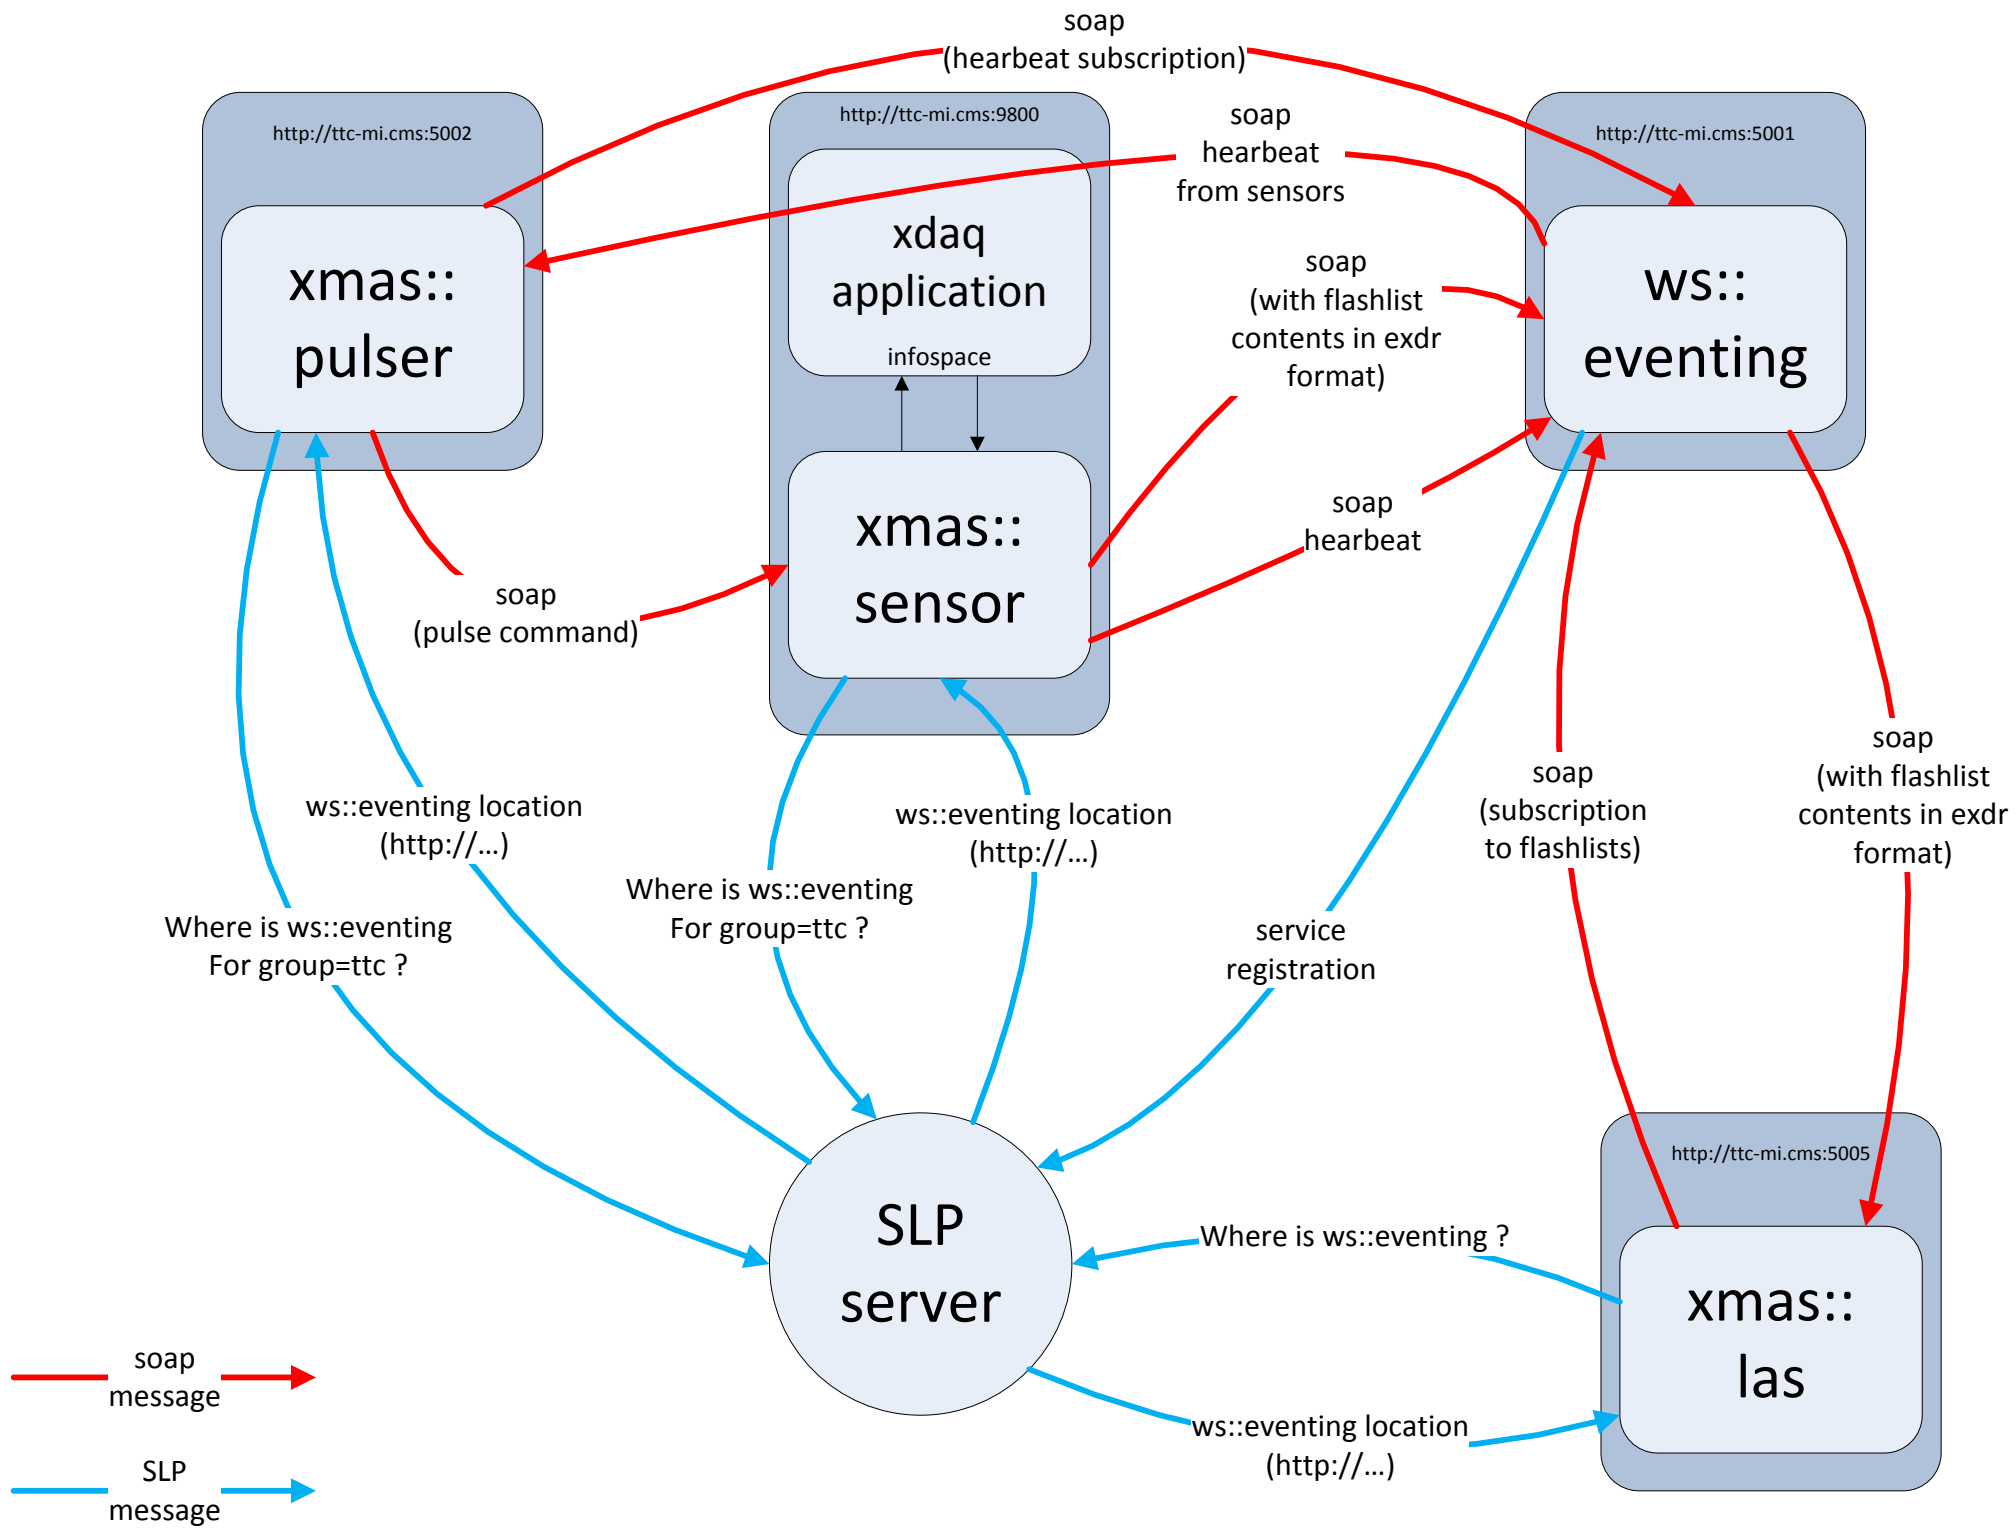 soap
(hearbeat subscription)
http://ttc-mi.cms:5002
http://ttc-mi.cms:9800
http://ttc-mi.cms:5001
soap
hearbeat
from sensors
xmas::
pulser
xdaq
application
infospace
soap
(with flashlist
contents in exdr
format)
ws::
eventing
xmas::
sensor
soap
hearbeat
soap
(pulse command)
ws::eventing location
(http://...)
ws::eventing location
(http://...)
soap
(subscription
to flashlists)
soap
(with flashlist
contents in exdr
format)
Where is ws::eventing
For group=ttc ?
Where is ws::eventing
For group=ttc ?
service
registration
http://ttc-mi.cms:5005
SLP
server
Where is ws::eventing ?
xmas::
las
ws::eventing location
(http://...)
soap
message
SLP
message